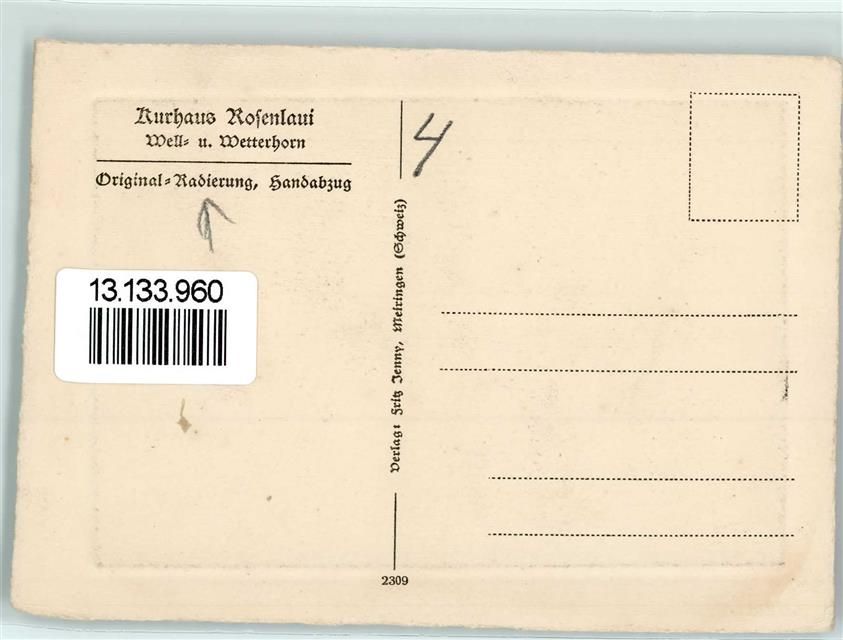 Kurhaus Rosenlaui
Well- u. Wetterhorn
Original-Radierung, Handabzug
4
13.133.960
Verlag: Fritz Jenny, Meiringen (Schweiz)
2309